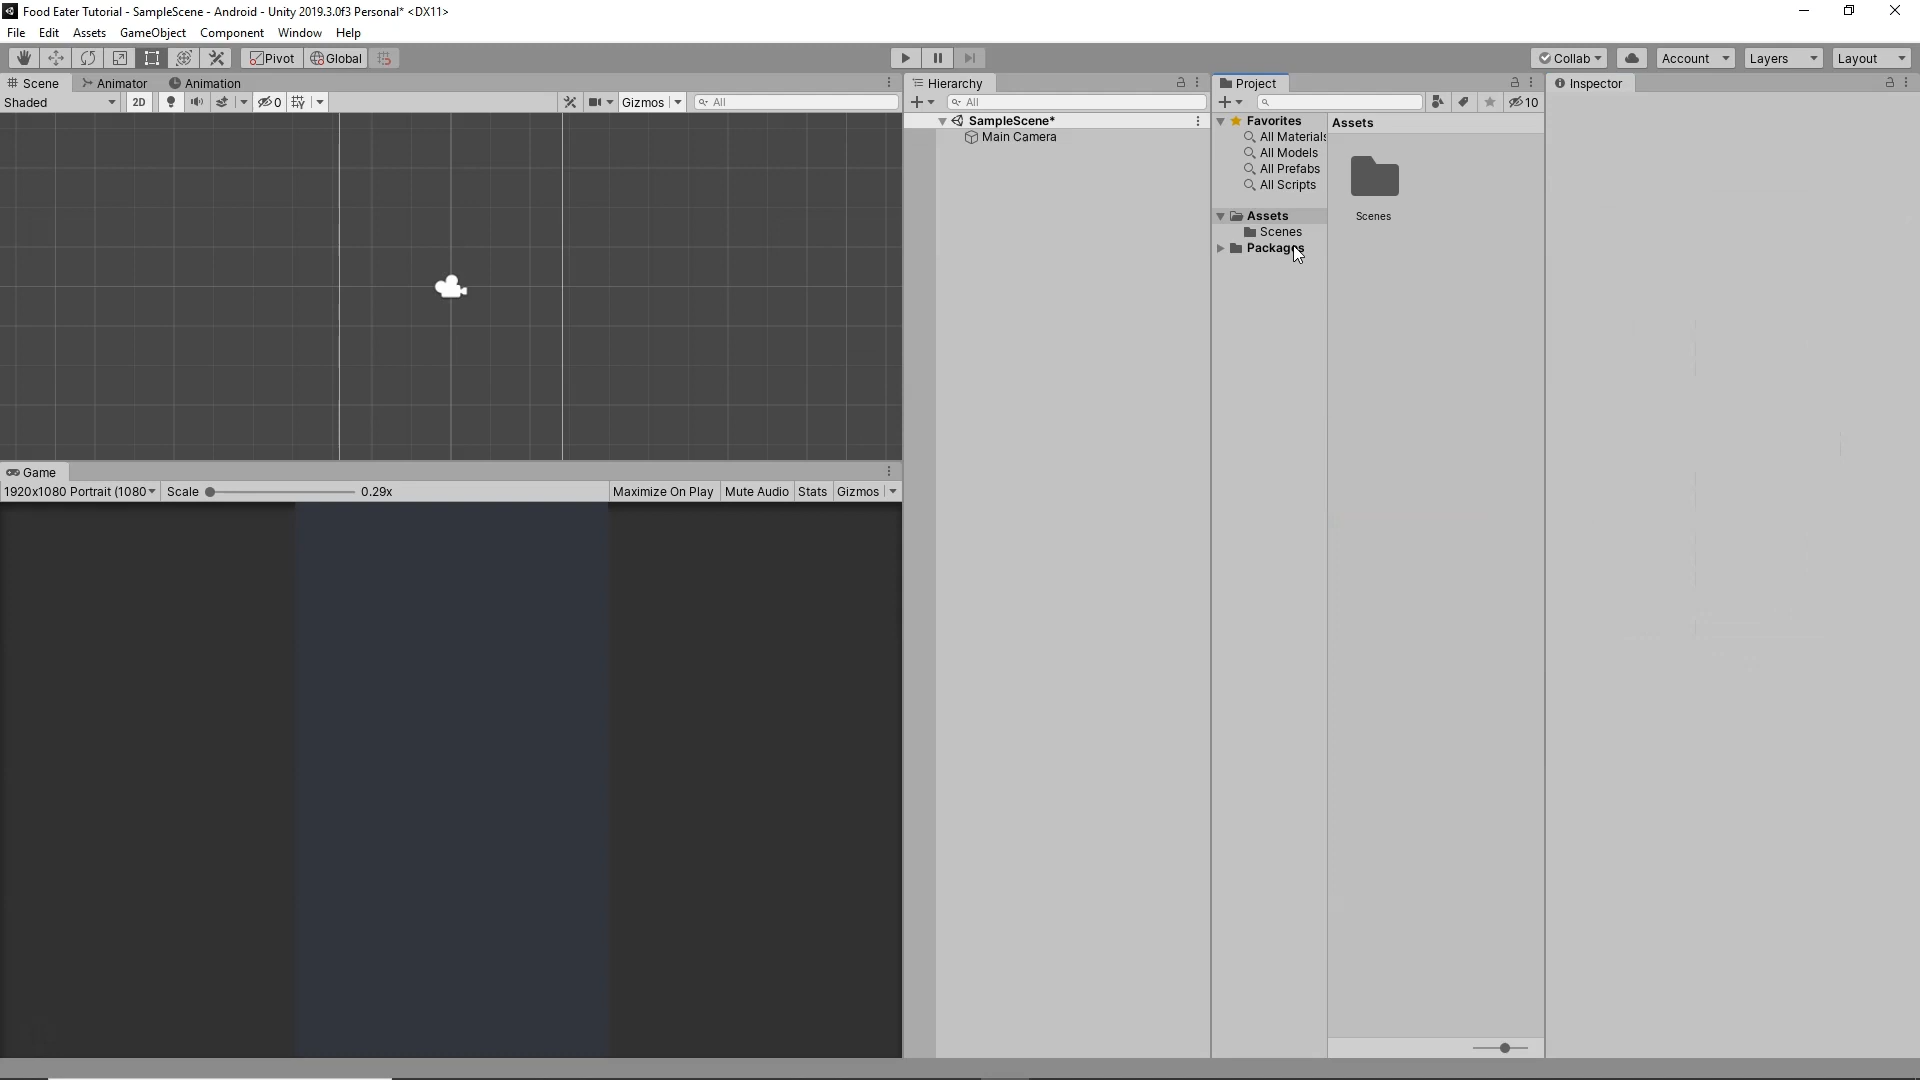 Food Eater Tutorial - SampleScene - Android - Unity 2019.3.0f3 Personal* <DX11>
File Edit Assets GameObject Component Window Help
Pivot Global Collab Account Layers Layout
Scene Animator Animation
Shaded 2D 0 Gizmos All
Hierarchy
All
SampleScene*
Main Camera
Project
10
Favorites
All Materials
All Models
All Prefabs
All Scripts
Assets
Scenes
Packages
Assets
Scenes
Inspector
Game
1920x1080 Portrait (1080 Scale 0.29x Maximize On Play Mute Audio Stats Gizmos